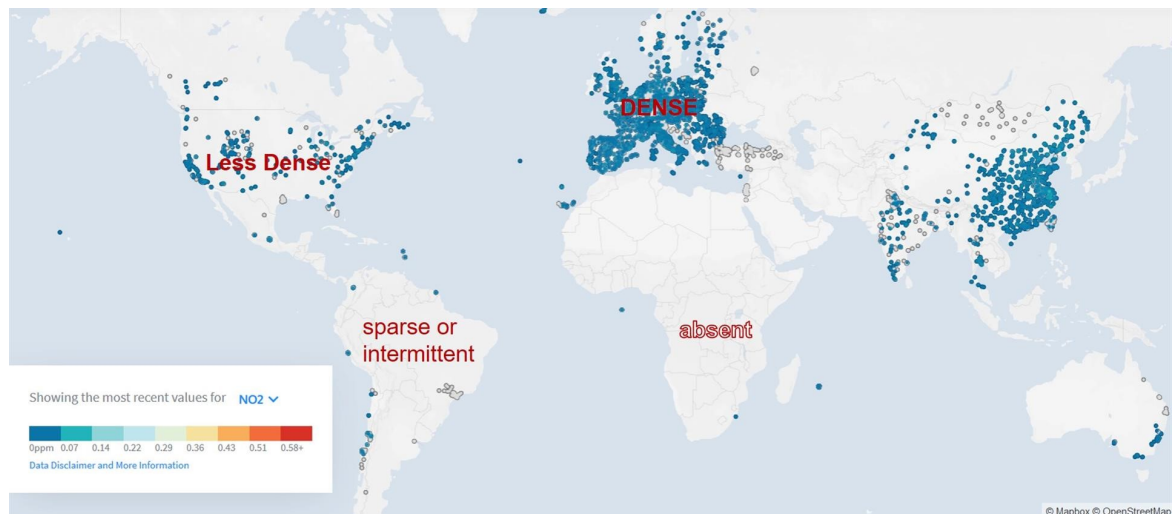 DENSE
Less Dense
sparse or
intermittent
absent
Showing the most recent values for NO2
0ppm 0.07 0.14 0.22 0.29 0.36 0.43 0.51 0.58+
Data Disclaimer and More Information
© Mapbox © OpenStreetMap